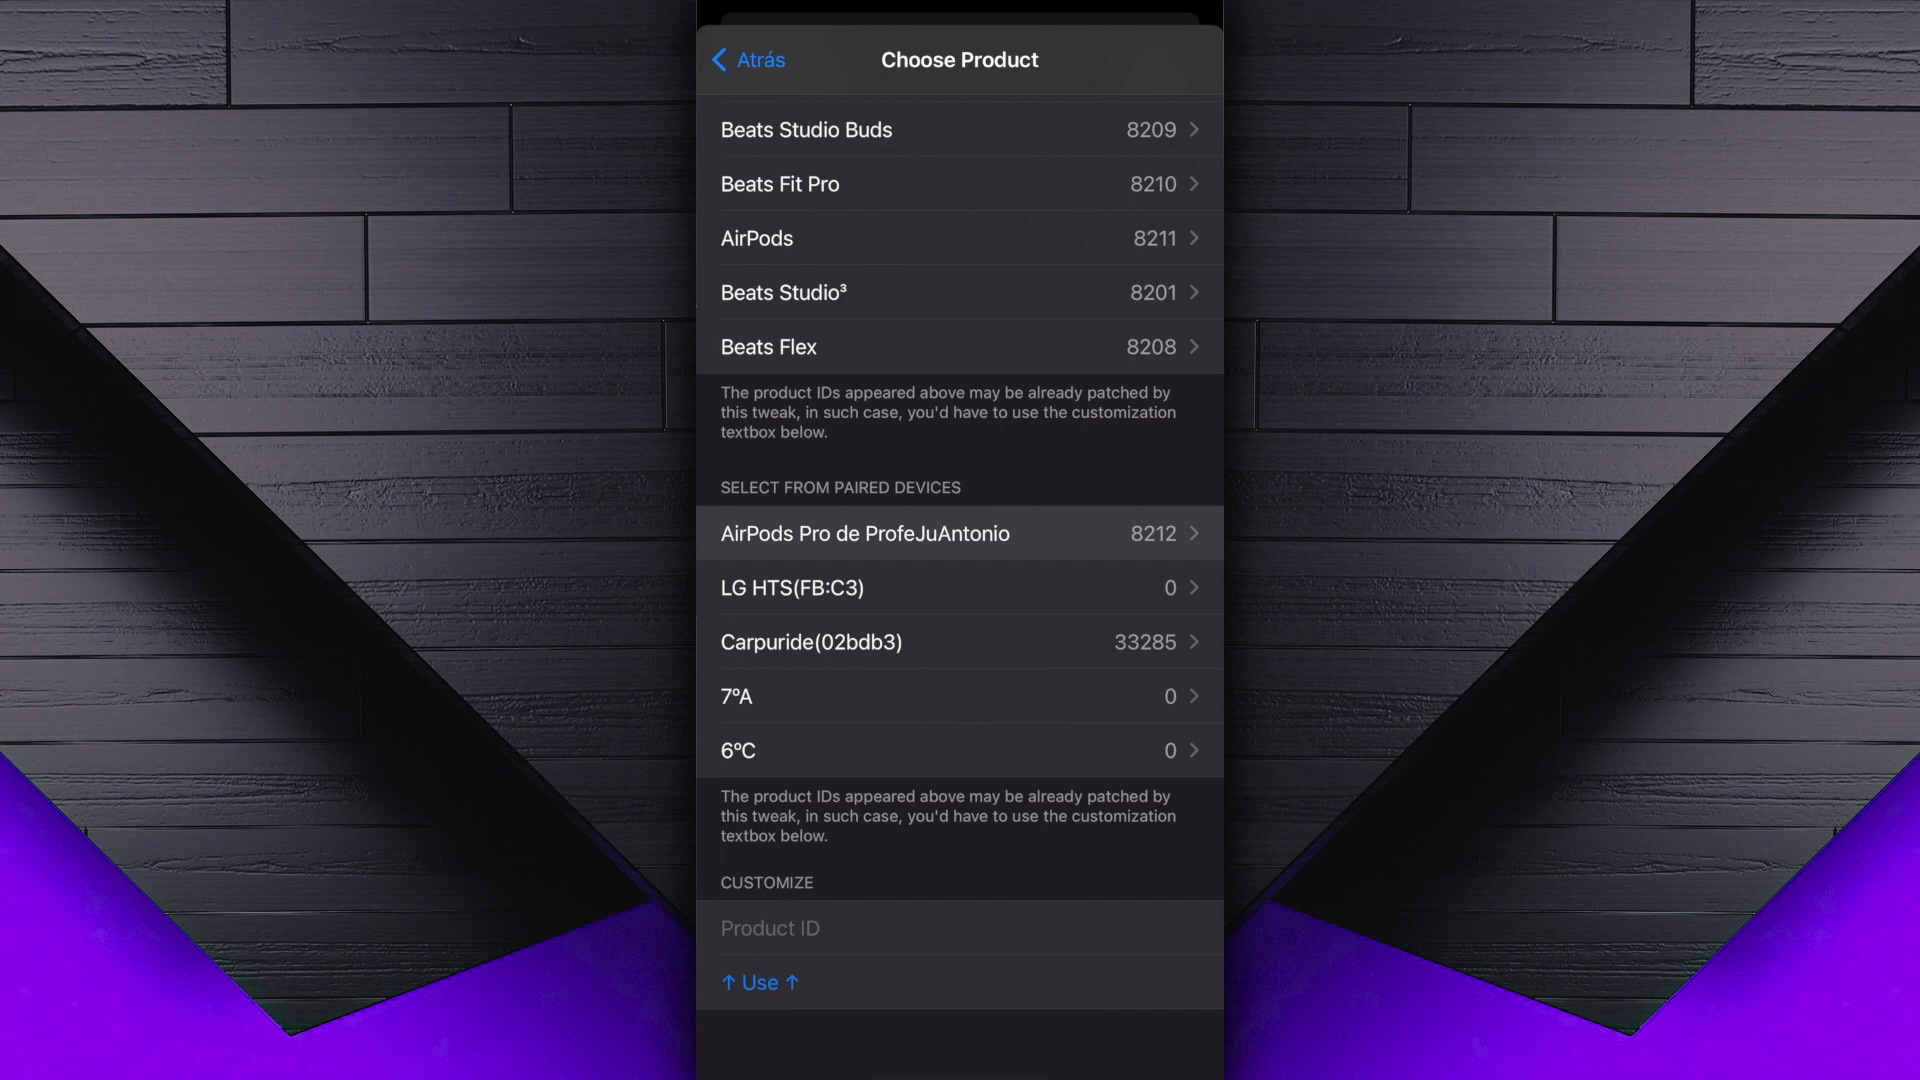 Atrás
Choose Product
Beats Studio Buds 8209
Beats Fit Pro 8210
AirPods 8211
Beats Studio³ 8201
Beats Flex 8208
The product IDs appeared above may be already patched by
this tweak, in such case, you'd have to use the customization
textbox below.
SELECT FROM PAIRED DEVICES
AirPods Pro de ProfeJuAntonio 8212
LG HTS(FB:C3) 0
Carpuride(02bdb3) 33285
7ºA 0
6ºC 0
The product IDs appeared above may be already patched by
this tweak, in such case, you'd have to use the customization
textbox below.
CUSTOMIZE
Product ID
↑ Use ↑